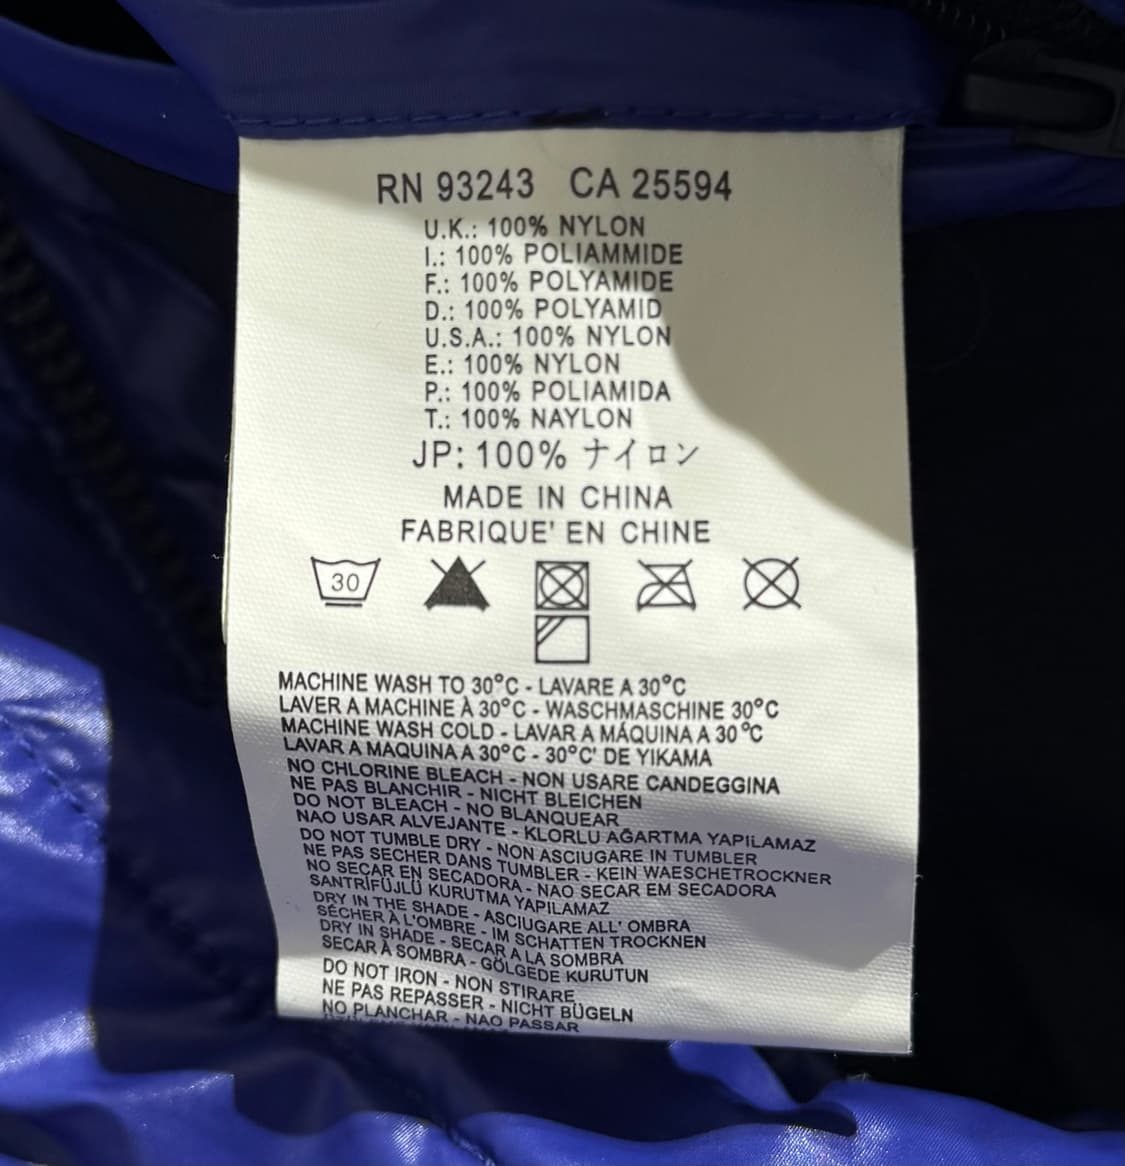 RN 93243 CA 25594
U.K.: 100% NYLON
I.: 100% POLIAMMIDE
F.: 100% POLYAMIDE
D.: 100% POLYAMID
U.S.A.: 100% NYLON
E.: 100% NYLON
P.: 100% POLIAMIDA
T.: 100% NAYLON
JP: 100% ナイロン
MADE IN CHINA
FABRIQUE' EN CHINE
30
MACHINE WASH TO 30°C - LAVARE A 30°C
LAVER A MACHINE À 30°C - WASCHMASCHINE 30°C
MACHINE WASH COLD - LAVAR A MÁQUINA A 30°C
LAVAR A MAQUINA A 30°C - 30°C' DE YIKAMA
NO CHLORINE BLEACH - NON USARE CANDEGGINA
NE PAS BLANCHIR - NICHT BLEICHEN
DO NOT BLEACH - NO BLANQUEAR
NAO USAR ALVEJANTE - KLORLU AĞARTMA YAPILAMAZ
DO NOT TUMBLE DRY - NON ASCIUGARE IN TUMBLER
NE PAS SECHER DANS TUMBLER - KEIN WAESCHETROCKNER
NO SECAR EN SECADORA - NAO SECAR EM SECADORA
SANTRİFÜJLÜ KURUTMA YAPILAMAZ
DRY IN THE SHADE - ASCIUGARE ALL' OMBRA
SÉCHER À L'OMBRE - IM SCHATTEN TROCKNEN
DRY IN SHADE - SECAR A LA SOMBRA
SECAR À SOMBRA - GÖLGEDE KURUTUN
DO NOT IRON - NON STIRARE
NE PAS REPASSER - NICHT BÜGELN
NO PLANCHAR - NAO PASSAR